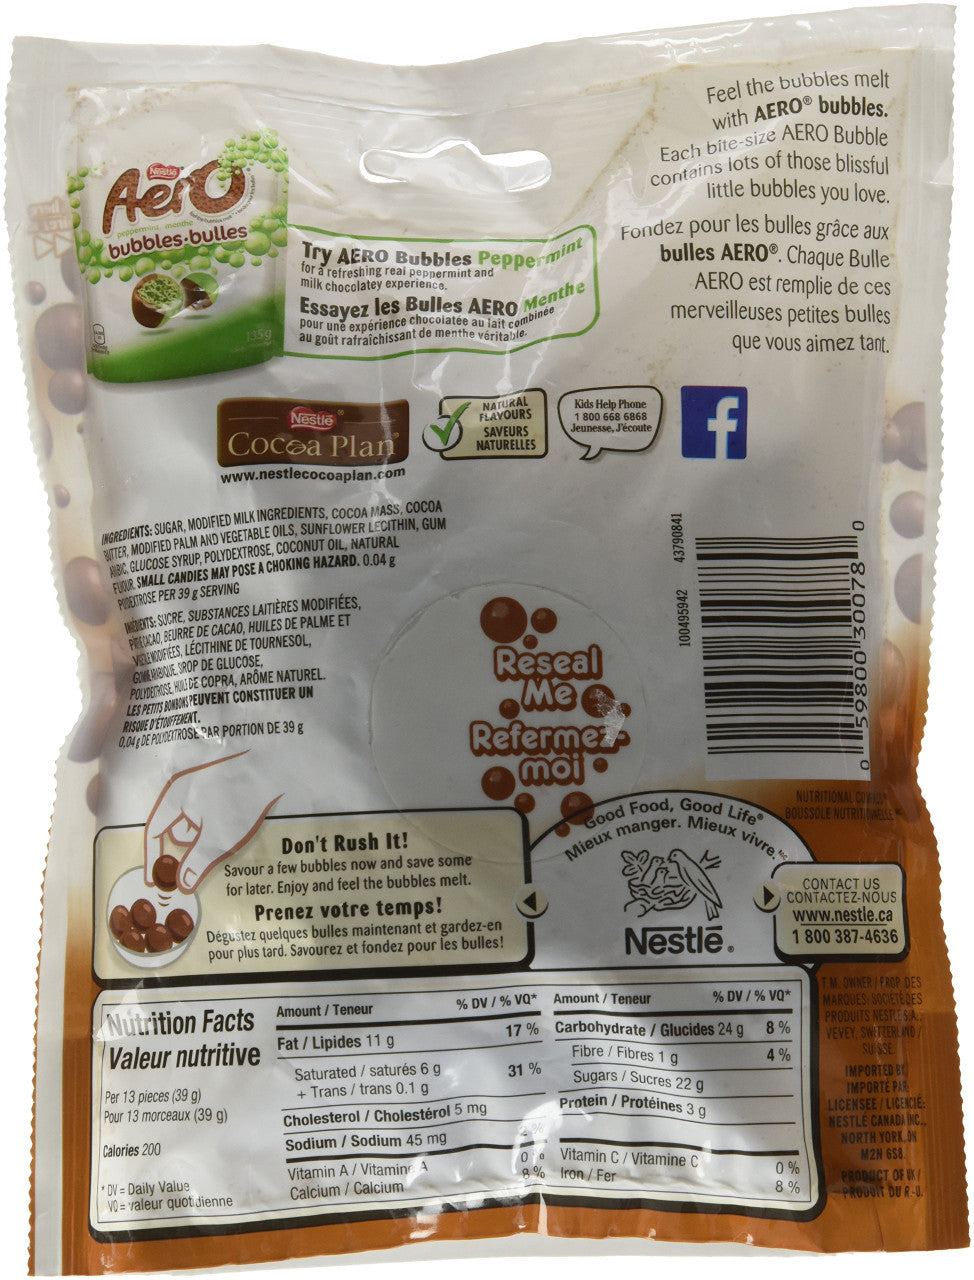 Feel the bubbles melt
with AERO® bubbles.
Each bite-size AERO Bubble
contains lots of those blissful
little bubbles you love.
Fondez pour les bulles grâce aux
bulles AERO®. Chaque Bulle
AERO est remplie de ces
merveilleuses petites bulles
que vous aimez tant.
Nestlé
Aero
peppermint menthe
bubbles·bulles
135g
Try AERO Bubbles Peppermint
for a refreshing real peppermint and
milk chocolatey experience.
Essayez les Bulles AERO Menthe
pour une expérience chocolatée au lait combinée
au goût rafraîchissant de menthe véritable.
Nestlé®
Cocoa Plan®
www.nestlecocoaplan.com
NATURAL
FLAVOURS
SAVEURS
NATURELLES
Kids Help Phone
1 800 668 6868
Jeunesse, J'écoute
f
INGREDIENTS: SUGAR, MODIFIED MILK INGREDIENTS, COCOA MASS, COCOA
BUTTER, MODIFIED PALM AND VEGETABLE OILS, SUNFLOWER LECITHIN, GUM
ARABIC, GLUCOSE SYRUP, POLYDEXTROSE, COCONUT OIL, NATURAL
FLAVOUR. SMALL CANDIES MAY POSE A CHOKING HAZARD. 0.04 g
POLYDEXTROSE PER 39 g SERVING
INGRÉDIENTS: SUCRE, SUBSTANCES LAITIÈRES MODIFIÉES,
PÂTE DE CACAO, BEURRE DE CACAO, HUILES DE PALME ET
VÉGÉTALE MODIFIÉES, LÉCITHINE DE TOURNESOL,
GOMME ARABIQUE, SIROP DE GLUCOSE,
POLYDEXTROSE, HUILE DE COPRA, ARÔME NATUREL.
LES PETITS BONBONS PEUVENT CONSTITUER UN
RISQUE D'ÉTOUFFEMENT.
0,04 g DE POLYDEXTROSE PAR PORTION DE 39 g
100495942 43790841
0 59800 30078 0
Reseal
Me
Refermez-
moi
NUTRITIONAL COMPASS®
BOUSSOLE NUTRITIONNELLE
Don't Rush It!
Savour a few bubbles now and save some
for later. Enjoy and feel the bubbles melt.
Prenez votre temps!
Dégustez quelques bulles maintenant et gardez-en
pour plus tard. Savourez et fondez pour les bulles!
Good Food, Good Life®
Mieux manger. Mieux vivre.MC
Nestlé®
CONTACT US
CONTACTEZ-NOUS
www.nestle.ca
1 800 387-4636
Nutrition Facts
Valeur nutritive
Per 13 pieces (39 g)
Pour 13 morceaux (39 g)
Calories 200
* DV = Daily Value
VQ = valeur quotidienne
Amount / Teneur % DV / % VQ*
Fat / Lipides 11 g 17 %
Saturated / saturés 6 g
+ Trans / trans 0.1 g 31 %
Cholesterol / Cholestérol 5 mg
Sodium / Sodium 45 mg 2 %
Vitamin A / Vitamine A 0 %
Calcium / Calcium 8 %
Amount / Teneur % DV / % VQ*
Carbohydrate / Glucides 24 g 8 %
Fibre / Fibres 1 g 4 %
Sugars / Sucres 22 g
Protein / Protéines 3 g
Vitamin C / Vitamine C 0 %
Iron / Fer 8 %
T.M. OWNER / PROP. DES
MARQUES: SOCIÉTÉ DES
PRODUITS NESTLÉ S.A.,
VEVEY, SWITZERLAND /
SUISSE.
IMPORTED BY/
IMPORTÉ PAR:
LICENSEE / LICENCIÉ:
NESTLÉ CANADA INC.,
NORTH YORK, ON
M2N 6S8.
PRODUCT OF UK /
PRODUIT DU R.-U.